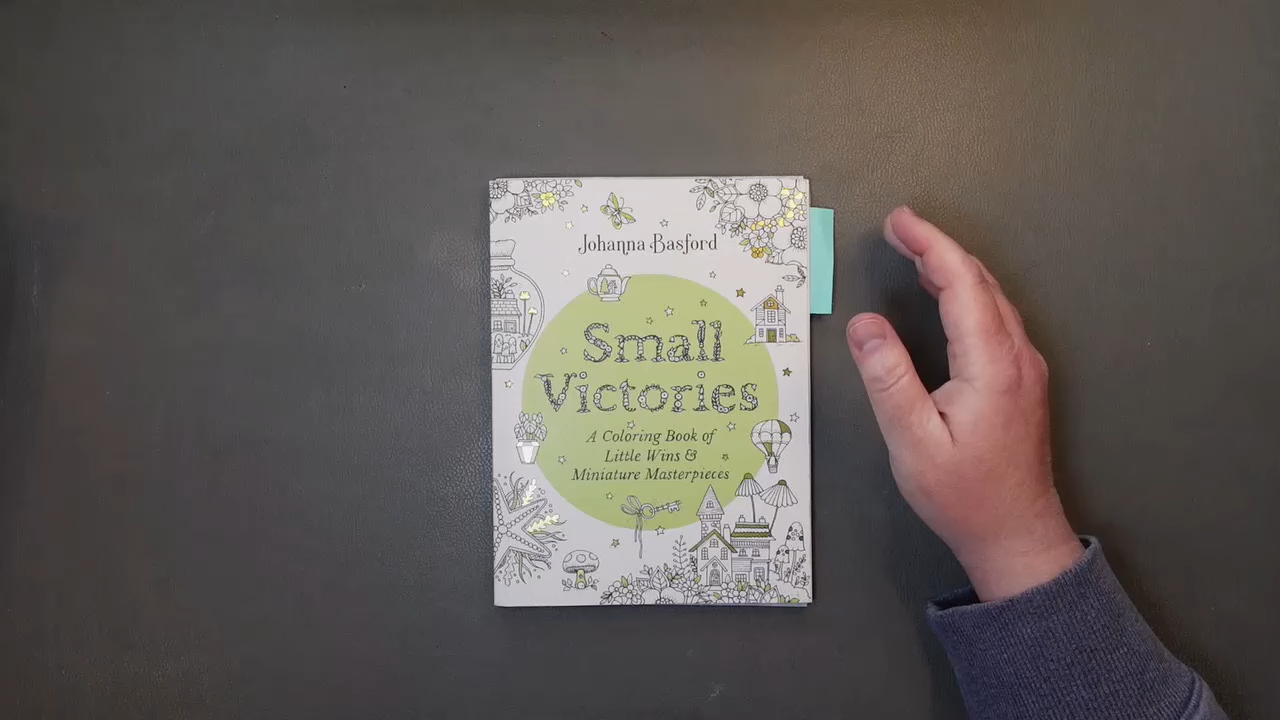 Johanna Basford
Small
Victories
A Coloring Book of
Little Wins &
Miniature Masterpieces